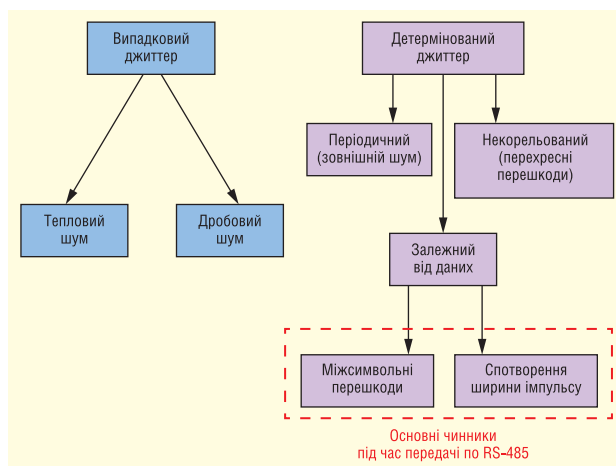 Випадковий
джиттер
Детермінований
джиттер
Періодичний
(зовнішній шум)
Некорельований
(перехресні
перешкоди)
Тепловий
шум
Дробовий
шум
Залежний
від даних
Міжсимвольні
перешкоди
Спотворення
ширини імпульсу
Основні чинники
під час передачі по RS-485